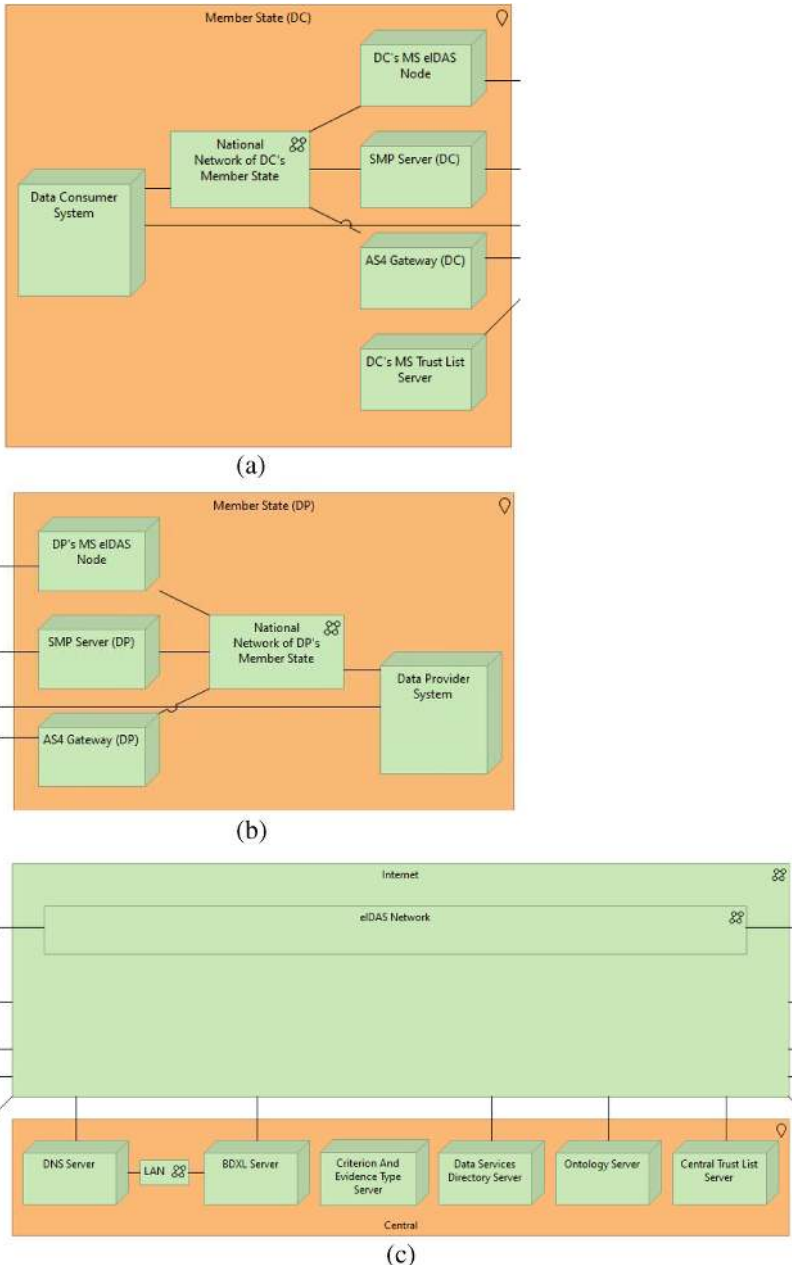 Member State (DC)
DC's MS eIDAS
Node
National
Network of DC's
Member State
SMP Server (DC)
Data Consumer
System
AS4 Gateway (DC)
DC's MS Trust List
Server
(a)
Member State (DP)
DP's MS eIDAS
Node
National
Network of DP's
Member State
SMP Server (DP)
Data Provider
System
AS4 Gateway (DP)
(b)
Internet
eIDAS Network
DNS Server
LAN
BDXL Server
Criterion And
Evidence Type
Server
Data Services
Directory Server
Ontology Server
Central Trust List
Server
Central
(c)